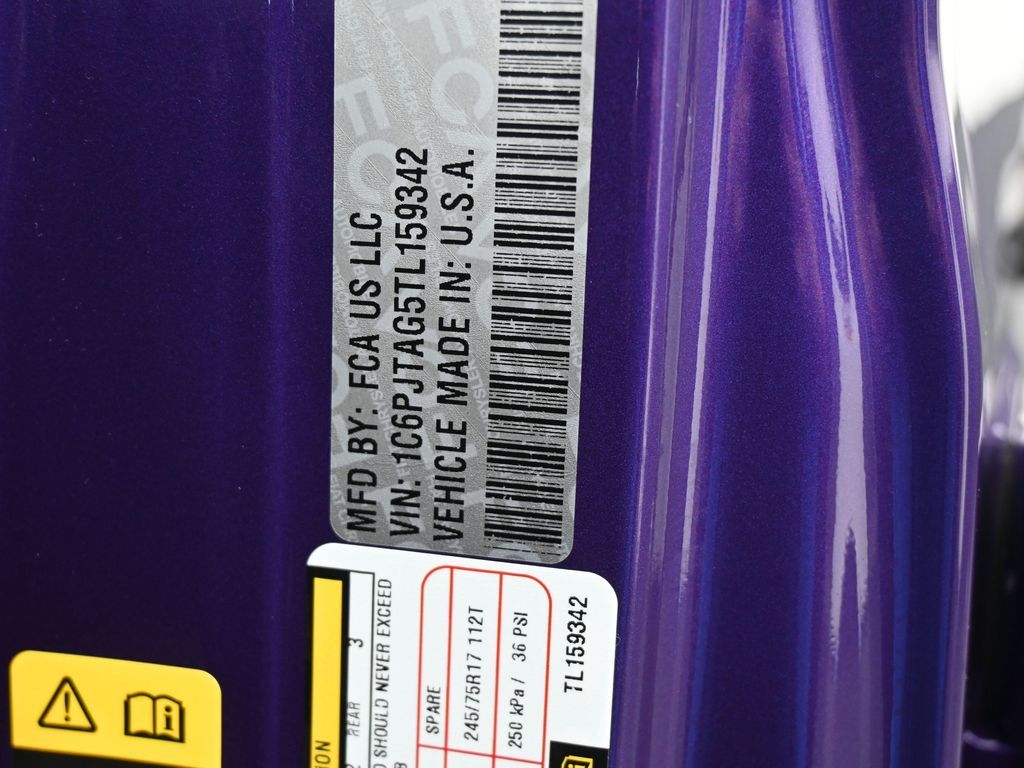 MFD BY: FCA US LLC
VIN: 1C6PJTAG5TL159342
VEHICLE MADE IN: U.S.A.
REAR 3
SHOULD NEVER EXCEED
SPARE
245/75R17 112T
250 kPa / 36 PSI
TL159342